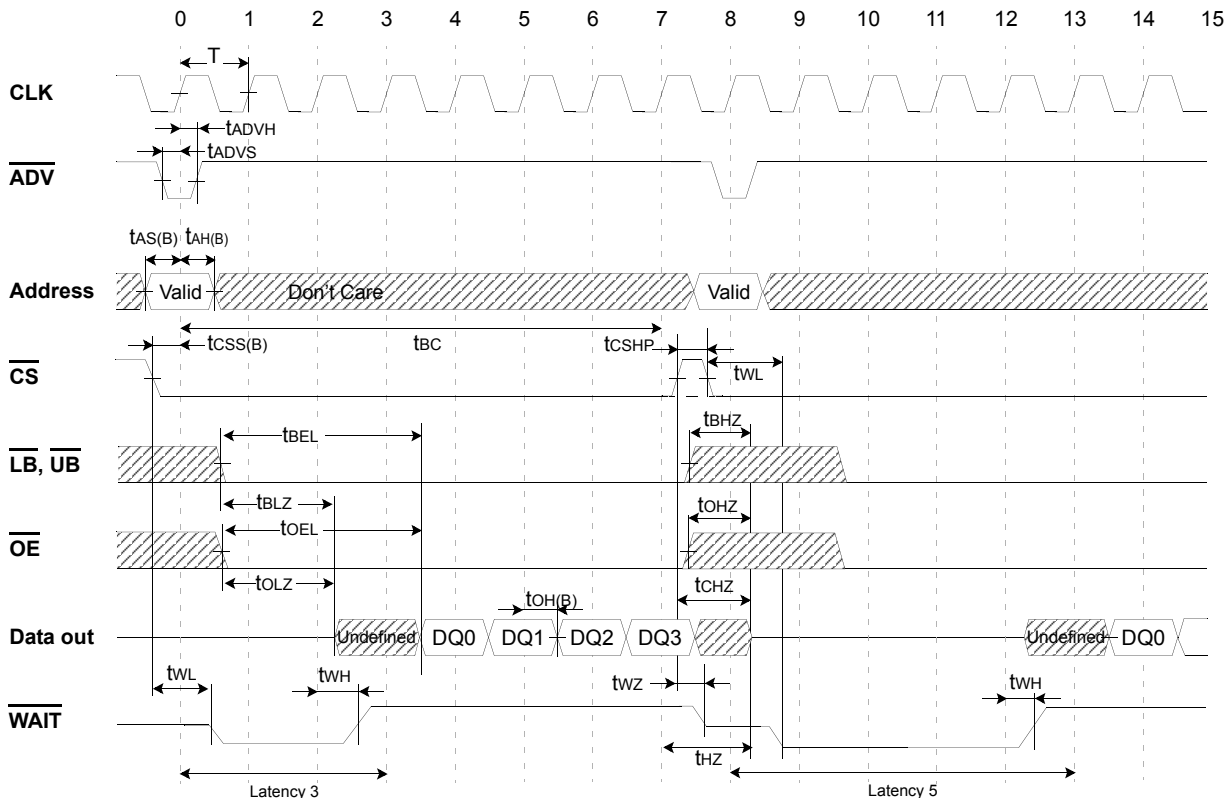 0 1 2 3 4 5 6 7 8 9 10 11 12 13 14 15
T
CLK
tADVH
tADVS
ADV
tAS(B) tAH(B)
Address Valid Don't Care Valid
tCSS(B) tBC tCSHP
CS tWL
tBEL tBHZ
LB, UB
tBLZ
tOEL tOHZ
OE
tOLZ tCHZ
tOH(B)
Data out Undefined DQ0 DQ1 DQ2 DQ3 Undefined DQ0
tWL tWH tWZ tWH
WAIT
tHZ
Latency 3 Latency 5